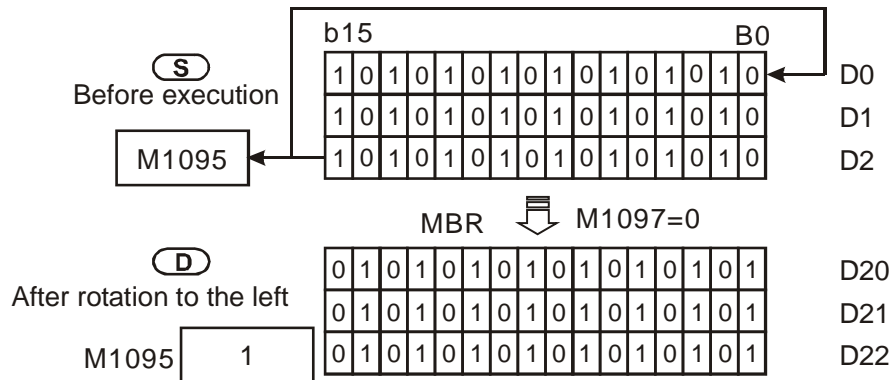 b15 B0
S
Before execution
1 0 1 0 1 0 1 0 1 0 1 0 1 0 1 0 D0
1 0 1 0 1 0 1 0 1 0 1 0 1 0 1 0 D1
M1095 1 0 1 0 1 0 1 0 1 0 1 0 1 0 1 0 D2
MBR M1097=0
D
After rotation to the left
0 1 0 1 0 1 0 1 0 1 0 1 0 1 0 1 D20
0 1 0 1 0 1 0 1 0 1 0 1 0 1 0 1 D21
M1095 1 0 1 0 1 0 1 0 1 0 1 0 1 0 1 0 1 D22